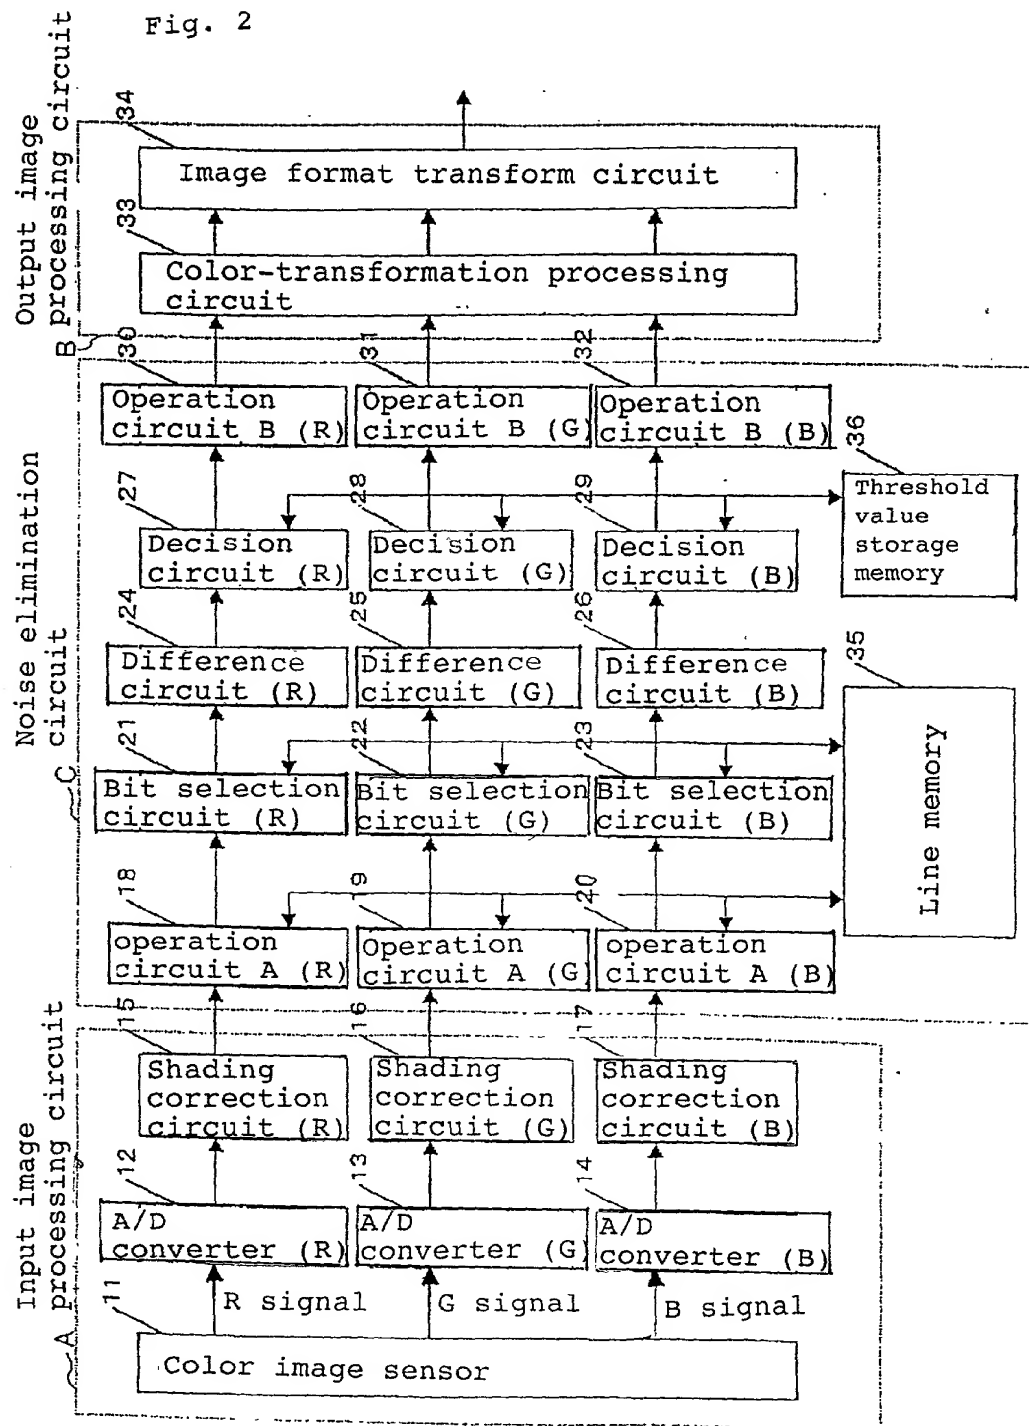 Fig. 2
Output image
B processing circuit
34
Image format transform circuit
33
Color-transformation processing
circuit
Noise elimination
C circuit
30
Operation
circuit B (R)
31
Operation
circuit B (G)
32
Operation
circuit B (B)
27
Decision
circuit (R)
28
Decision
circuit (G)
29
Decision
circuit (B)
36
Threshold
value
storage
memory
24
Difference
circuit (R)
25
Difference
circuit (G)
26
Difference
circuit (B)
35
Line memory
21
Bit selection
circuit (R)
22
Bit selection
circuit (G)
23
Bit selection
circuit (B)
18
operation
circuit A (R)
19
Operation
circuit A (G)
20
operation
circuit A (B)
Input image
A processing circuit
15
Shading
correction
circuit (R)
16
Shading
correction
circuit (G)
17
Shading
correction
circuit (B)
12
A/D
converter (R)
13
A/D
converter (G)
14
A/D
converter (B)
R signal
G signal
B signal
11
Color image sensor